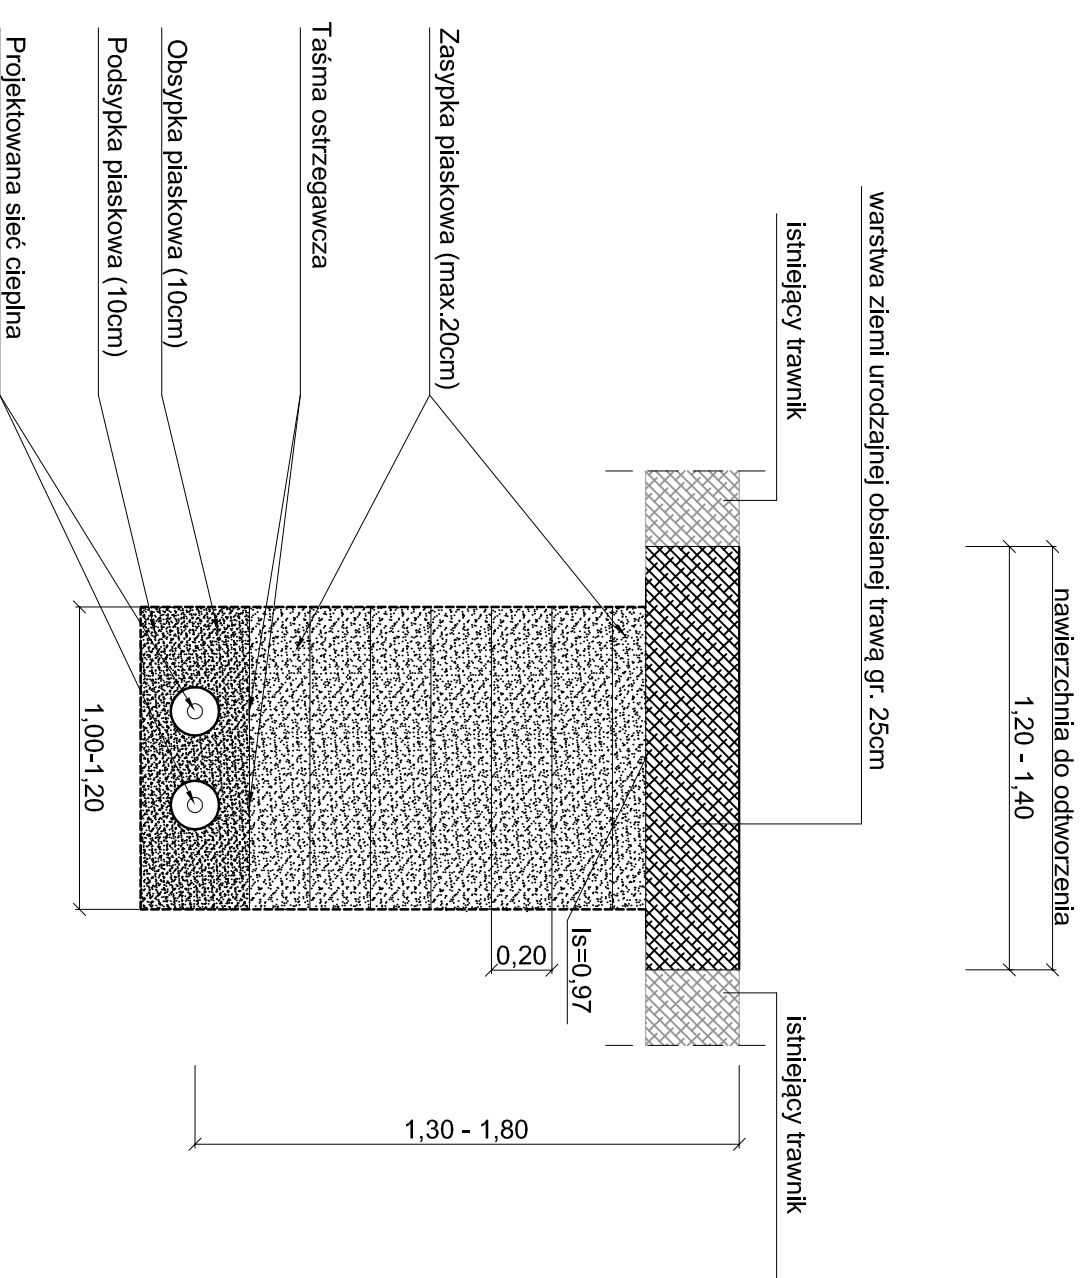 nawierzchnia do odtworzenia
1,20 - 1,40
warstwa ziemi urodzajnej obsianej trawą gr. 25cm
istniejący trawnik
istniejący trawnik
Is=0,97
0,20
1,30 - 1,80
Zasypka piaskowa (max.20cm)
Taśma ostrzegawcza
Obsypka piaskowa (10cm)
Podsypka piaskowa (10cm)
1,00-1,20
Projektowana sieć cieplna